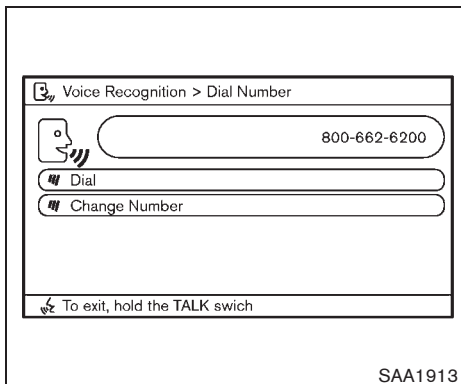 Voice Recognition > Dial Number
800-662-6200
Dial
Change Number
To exit, hold the TALK swich
SAA1913